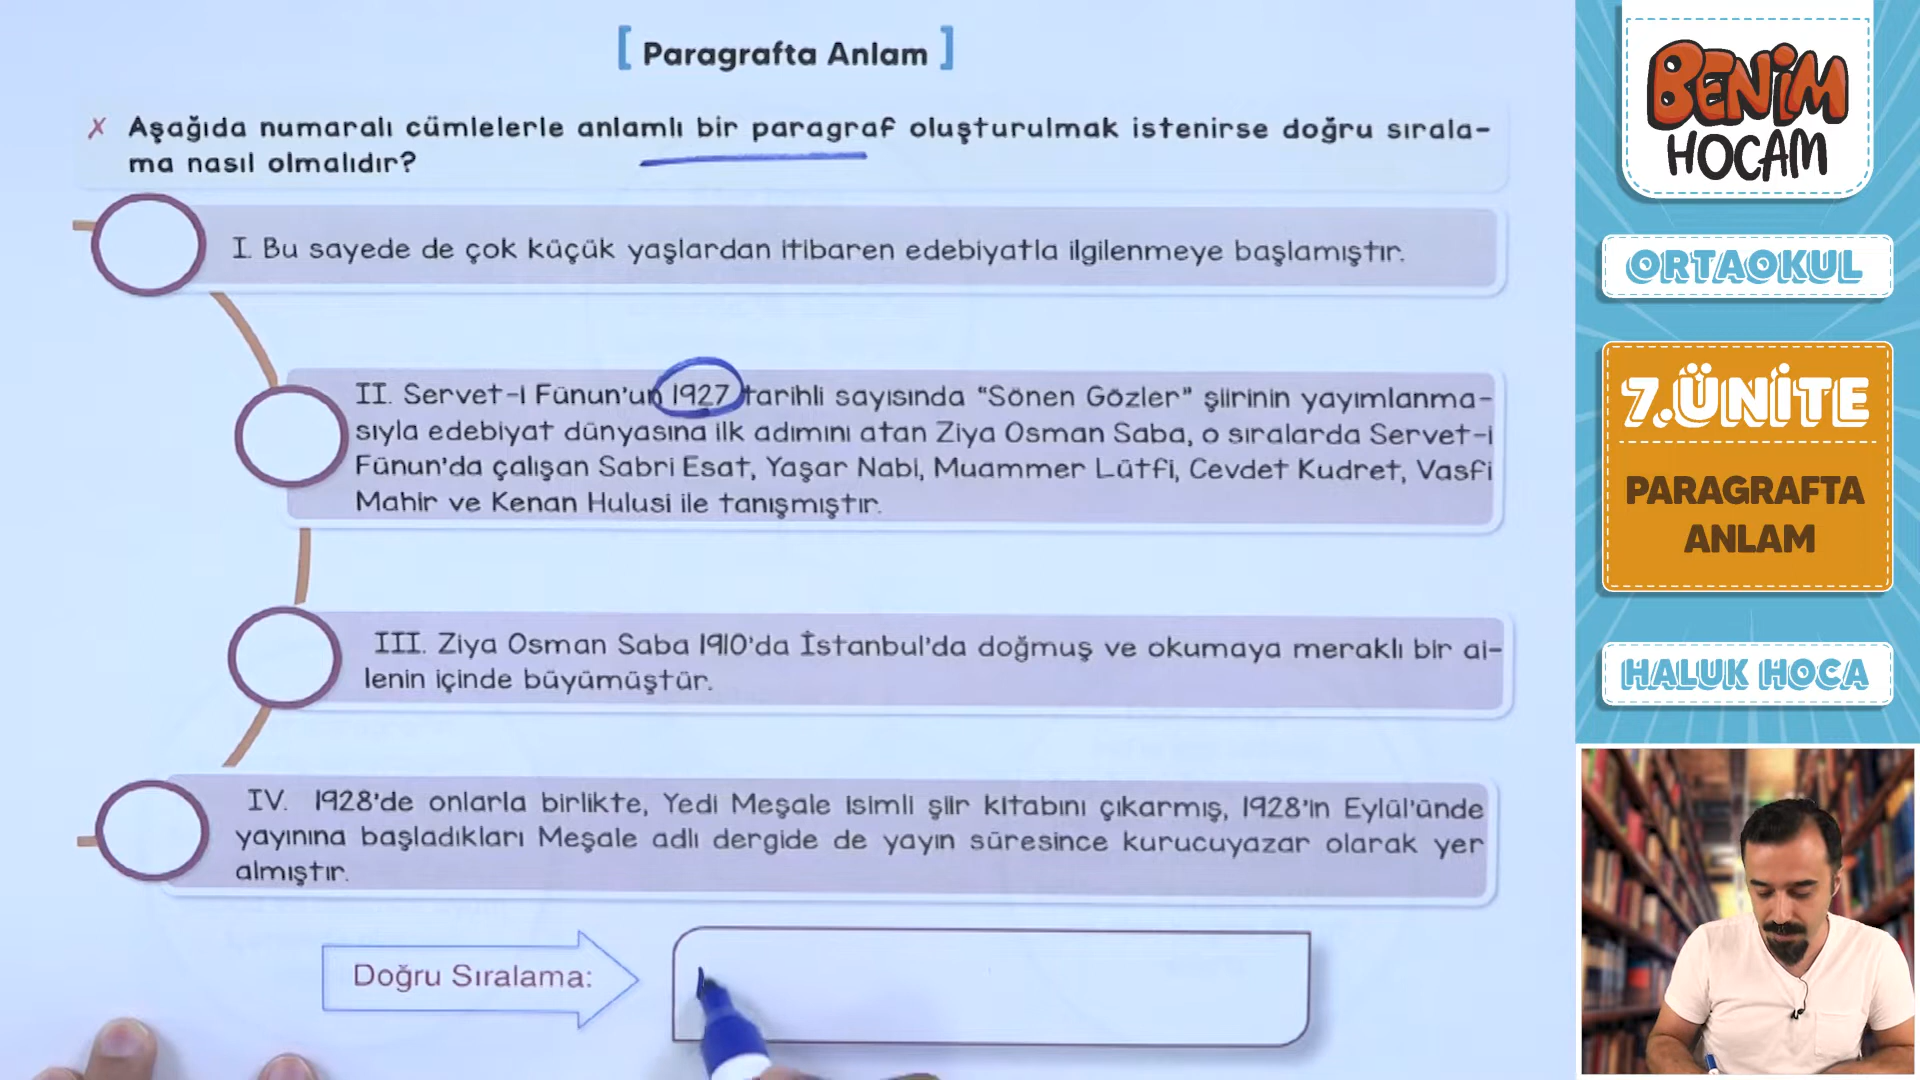 [ Paragrafta Anlam ]
✗ Aşağıda numaralı cümlelerle anlamlı bir paragraf oluşturulmak istenirse doğru sırala-
ma nasıl olmalıdır?
I. Bu sayede de çok küçük yaşlardan itibaren edebiyatla ilgilenmeye başlamıştır.
II. Servet-i Fünun'un 1927 tarihli sayısında "Sönen Gözler" şiirinin yayımlanma-
sıyla edebiyat dünyasına ilk adımını atan Ziya Osman Saba, o sıralarda Servet-i
Fünun'da çalışan Sabri Esat, Yaşar Nabi, Muammer Lütfi, Cevdet Kudret, Vasfi
Mahir ve Kenan Hulusi ile tanışmıştır.
III. Ziya Osman Saba 1910'da İstanbul'da doğmuş ve okumaya meraklı bir ai-
lenin içinde büyümüştür.
IV. 1928'de onlarla birlikte, Yedi Meşale isimli şiir kitabını çıkarmış, 1928'in Eylül'ünde
yayınına başladıkları Meşale adlı dergide de yayın süresince kurucuyazar olarak yer
almıştır.
Doğru Sıralama:
BENİM
HOCAM
ORTAOKUL
7.ÜNİTE
PARAGRAFTA
ANLAM
HALUK HOCA